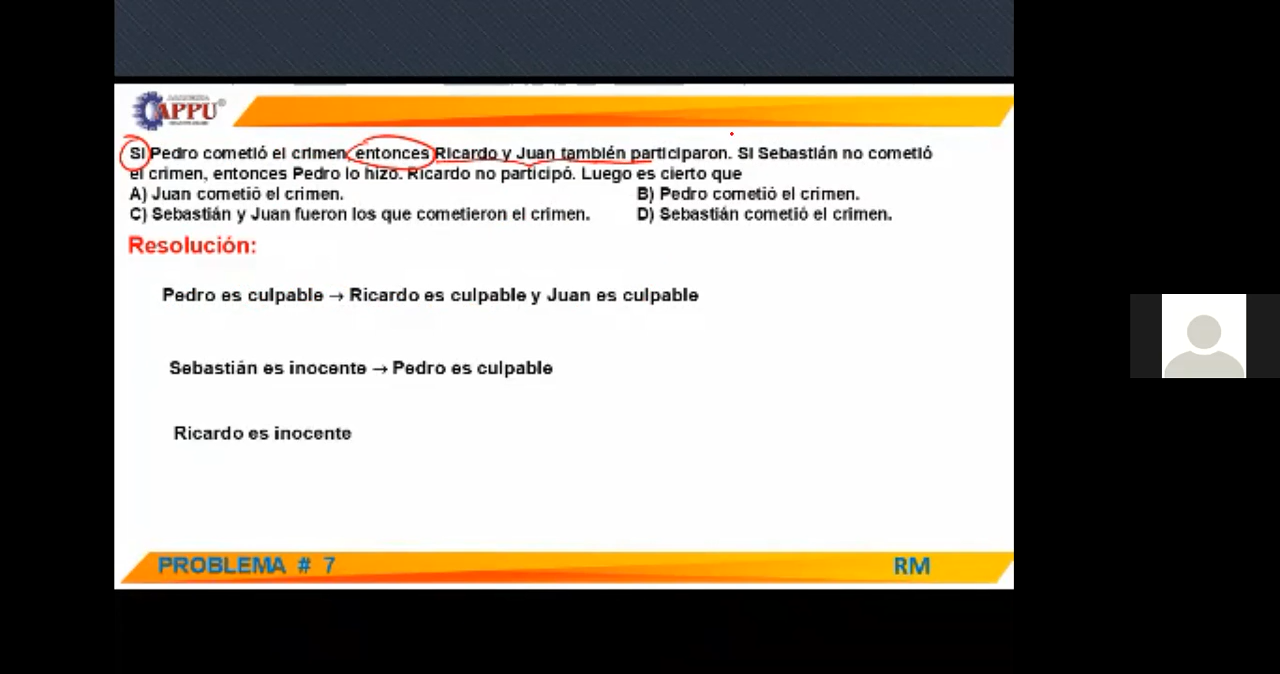 APPU
Si Pedro cometió el crimen, entonces Ricardo y Juan también participaron. Si Sebastián no cometió
el crimen, entonces Pedro lo hizo. Ricardo no participó. Luego es cierto que
A) Juan cometió el crimen. B) Pedro cometió el crimen.
C) Sebastián y Juan fueron los que cometieron el crimen. D) Sebastián cometió el crimen.
Resolución:
Pedro es culpable → Ricardo es culpable y Juan es culpable
Sebastián es inocente → Pedro es culpable
Ricardo es inocente
PROBLEMA # 7 RM